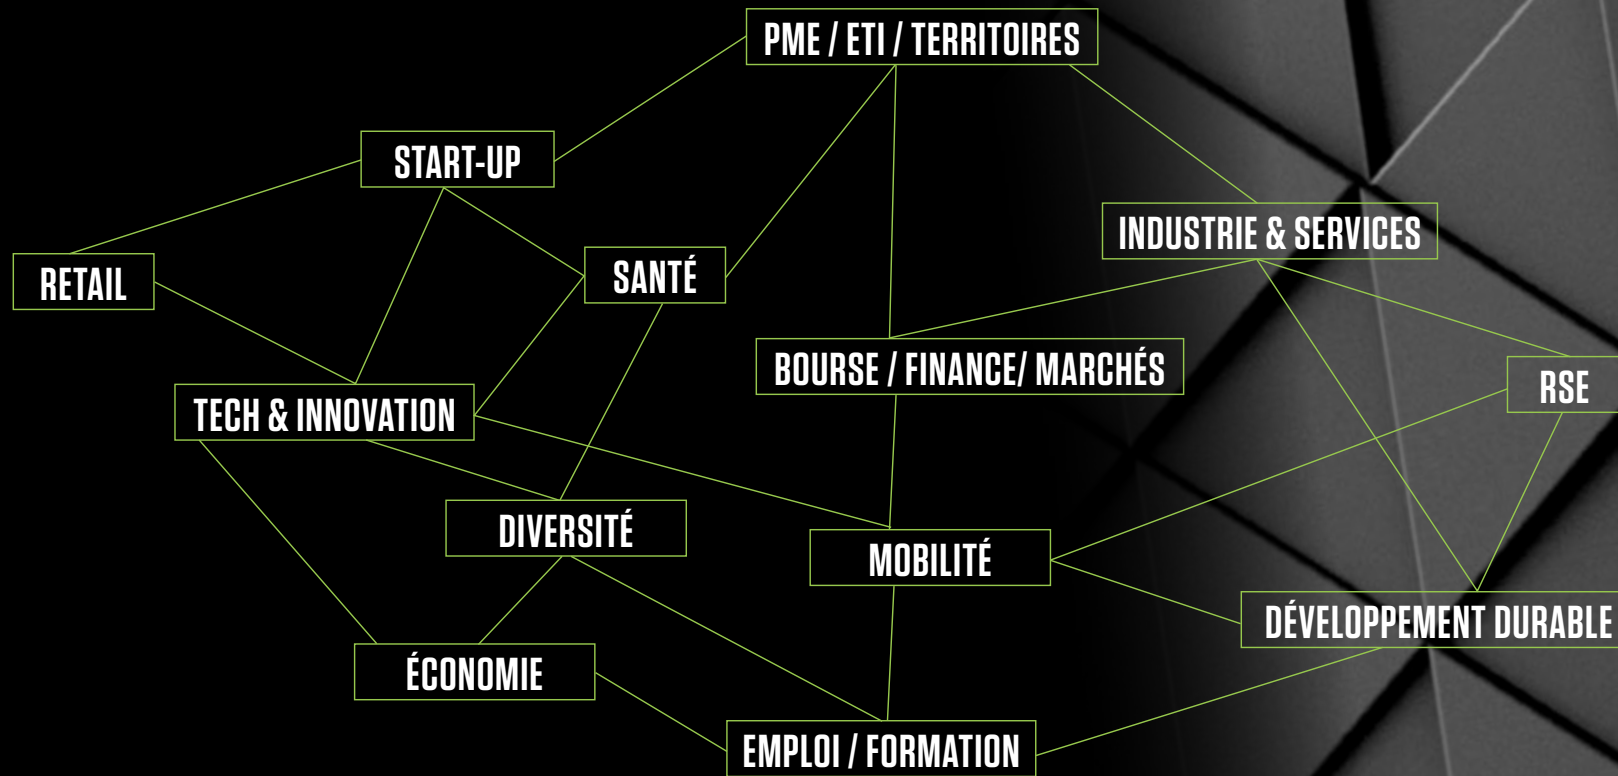 PME / ETI / TERRITOIRES
START-UP
INDUSTRIE & SERVICES
SANTÉ
RETAIL
BOURSE / FINANCE/ MARCHÉS
RSE
TECH & INNOVATION
DIVERSITÉ
MOBILITÉ
DÉVELOPPEMENT DURABLE
ÉCONOMIE
EMPLOI / FORMATION